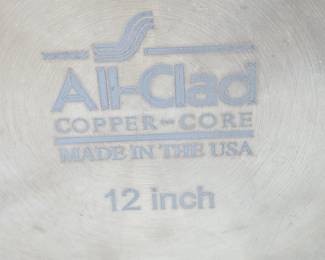 All-Clad
COPPER-CORE
MADE IN THE USA
12 inch